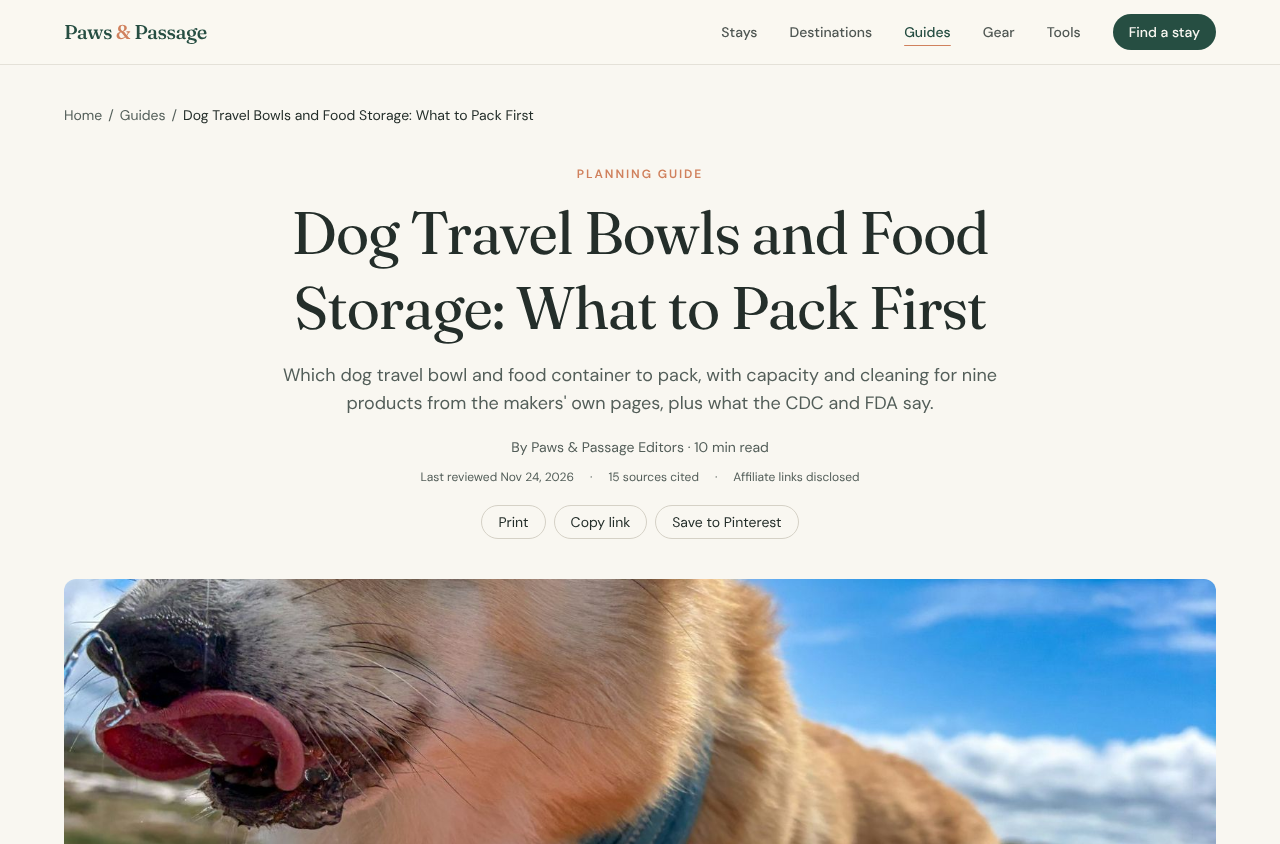 Paws & Passage
Stays
Destinations
Guides
Gear
Tools
Find a stay
Home / Guides / Dog Travel Bowls and Food Storage: What to Pack First
PLANNING GUIDE
Dog Travel Bowls and Food
Storage: What to Pack First
Which dog travel bowl and food container to pack, with capacity and cleaning for nine
products from the makers' own pages, plus what the CDC and FDA say.
By Paws & Passage Editors · 10 min read
Last reviewed Nov 24, 2026 · 15 sources cited · Affiliate links disclosed
Print
Copy link
Save to Pinterest